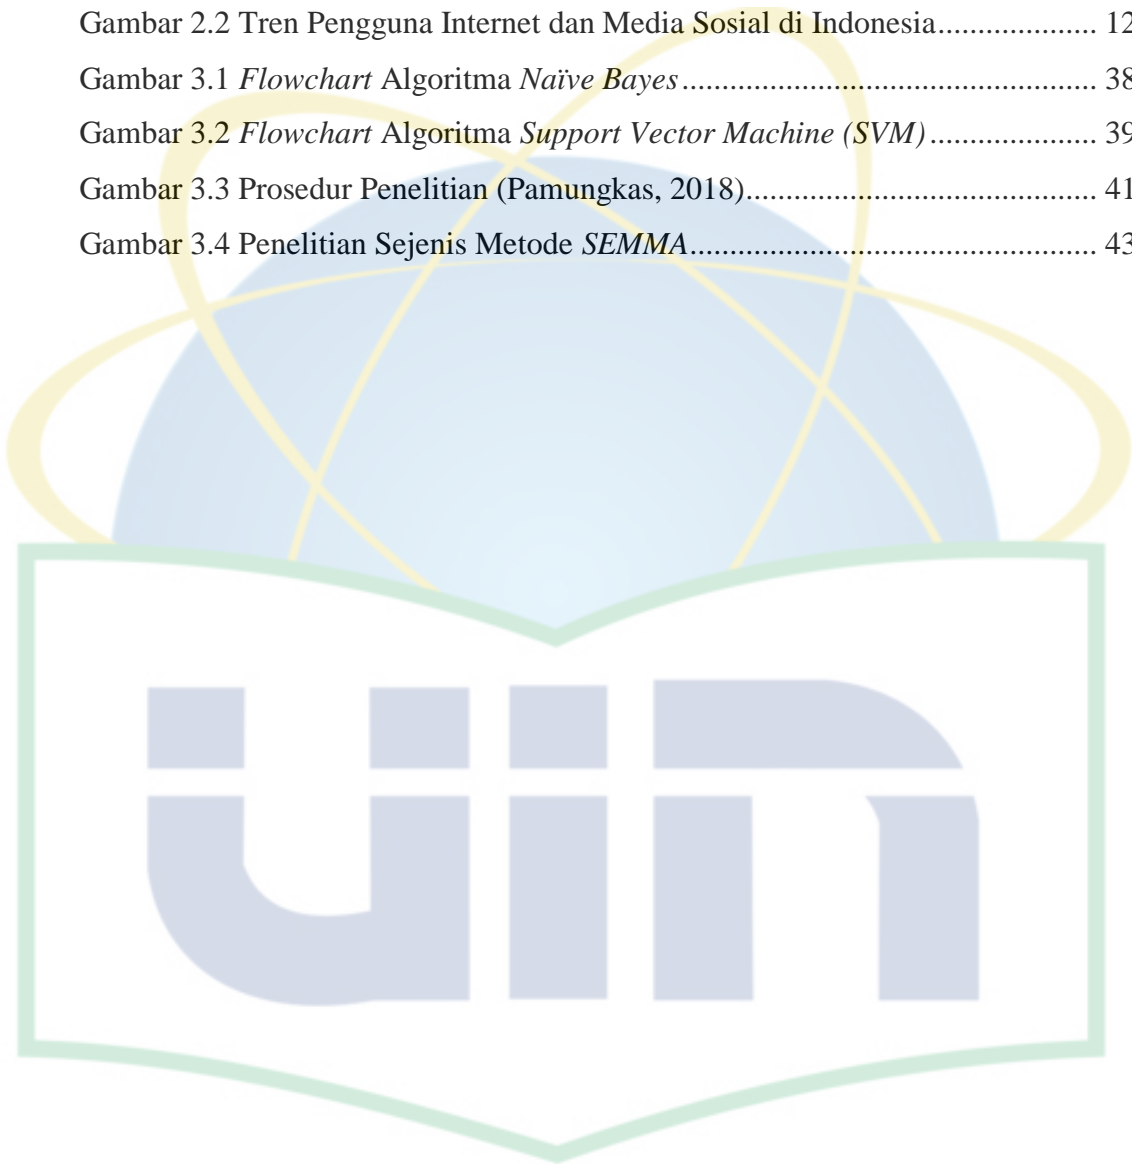 Gambar 2.2 Tren Pengguna Internet dan Media Sosial di Indonesia.................... 12
Gambar 3.1 Flowchart Algoritma Naïve Bayes.................................................... 38
Gambar 3.2 Flowchart Algoritma Support Vector Machine (SVM)..................... 39
Gambar 3.3 Prosedur Penelitian (Pamungkas, 2018)............................................ 41
Gambar 3.4 Penelitian Sejenis Metode SEMMA................................................... 43
uin